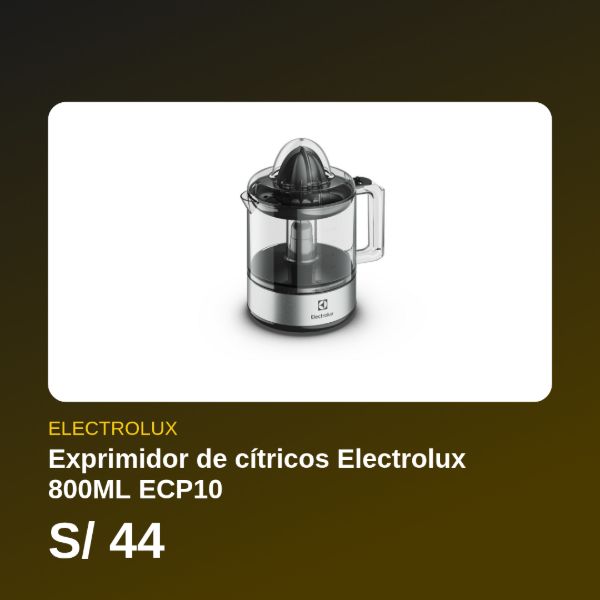 Electrolux
ELECTROLUX
Exprimidor de cítricos Electrolux
800ML ECP10
S/ 44